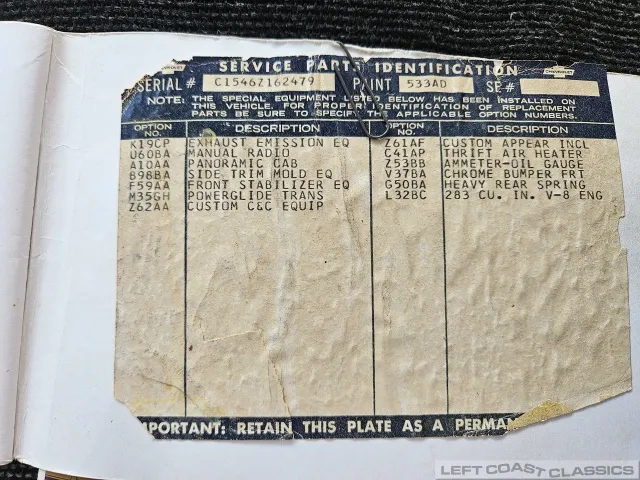 CHEVROLET SERVICE PARTS IDENTIFICATION CHEVROLET
SERIAL # C1546Z162479 PAINT 533AD SE#
NOTE: THE SPECIAL EQUIPMENT LISTED BELOW HAS BEEN INSTALLED ON
THIS VEHICLE. FOR PROPER IDENTIFICATION OF REPLACEMENT
PARTS BE SURE TO SPECIFY THE APPLICABLE OPTION NUMBERS.
OPTION NO. DESCRIPTION OPTION NO. DESCRIPTION
K19CP EXHAUST EMISSION EQ Z61AF CUSTOM APPEAR INCL
U60BA MANUAL RADIO C41AP THRIFT AIR HEATER
A10AA PANORAMIC CAB Z53BB AMMETER-OIL GAUGE
B98BA SIDE TRIM MOLD EQ V37BA CHROME BUMPER FRT
F59AA FRONT STABILIZER EQ G50BA HEAVY REAR SPRING
M35GH POWERGLIDE TRANS L32BC 283 CU. IN. V-8 ENG
Z62AA CUSTOM C&C EQUIP
MPORTANT: RETAIN THIS PLATE AS A PERMAN
LEFT COAST CLASSICS